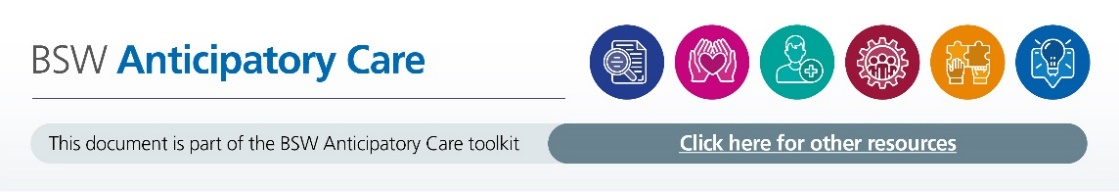 BSW Anticipatory Care
This document is part of the BSW Anticipatory Care toolkit
Click here for other resources